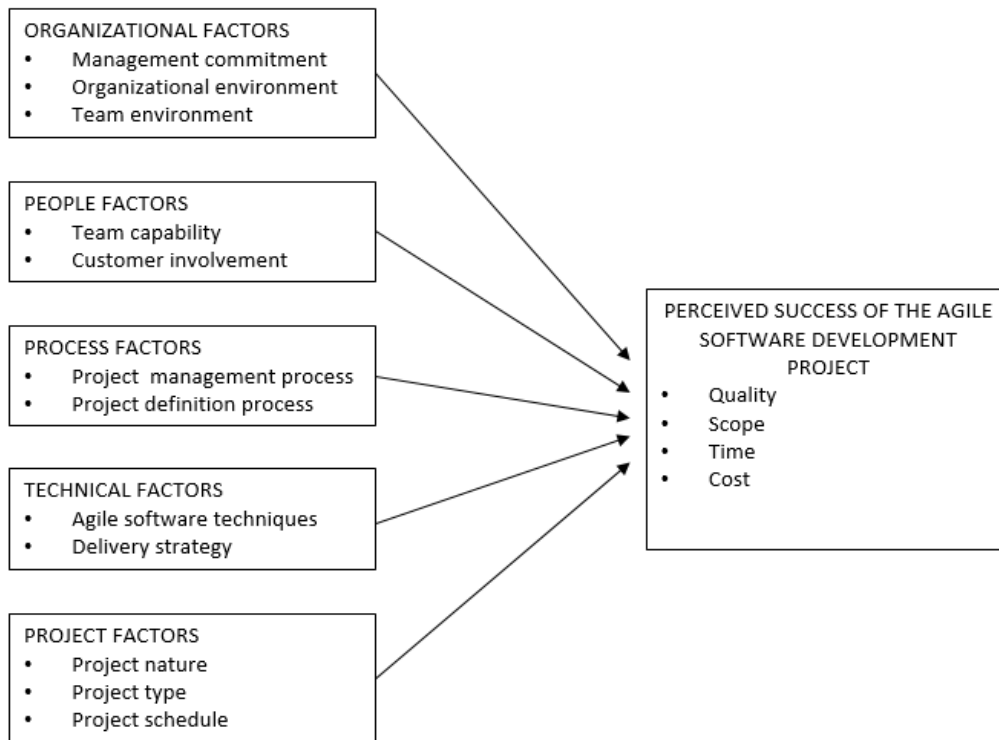 ORGANIZATIONAL FACTORS
• Management commitment
• Organizational environment
• Team environment
PEOPLE FACTORS
• Team capability
• Customer involvement
PROCESS FACTORS
• Project management process
• Project definition process
TECHNICAL FACTORS
• Agile software techniques
• Delivery strategy
PROJECT FACTORS
• Project nature
• Project type
• Project schedule
PERCEIVED SUCCESS OF THE AGILE
SOFTWARE DEVELOPMENT
PROJECT
• Quality
• Scope
• Time
• Cost